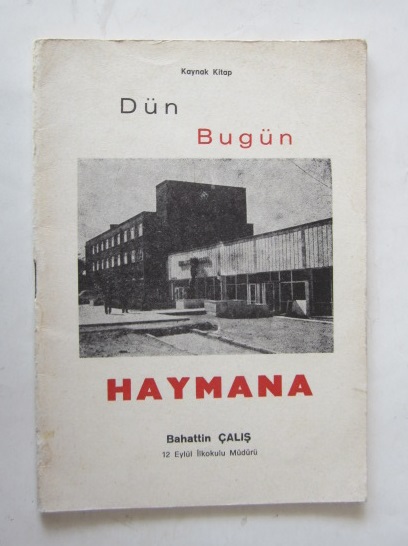 Kaynak Kitap
Dün
Bugün
HAYMANA
Bahattin ÇALIŞ
12 Eylül İlkokulu Müdürü